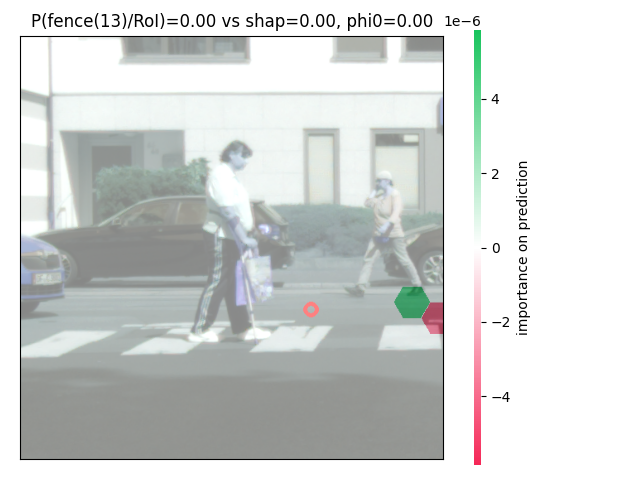 P(fence(13)/RoI)=0.00 vs shap=0.00, phi0=0.00
1e−6
4
2
0
−2
−4
importance on prediction